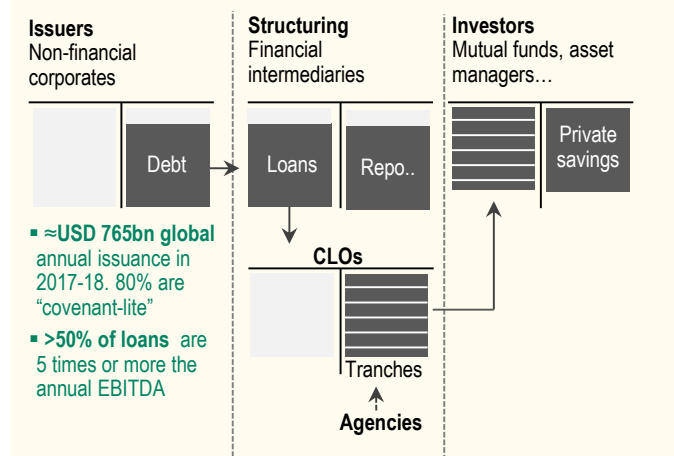 Issuers
Non-financial
corporates
Structuring
Financial
intermediaries
Investors
Mutual funds, asset
managers…
Debt
Loans
Repo..
Private
savings
▪ ≈USD 765bn global
annual issuance in
2017-18. 80% are
“covenant-lite”
▪ >50% of loans are
5 times or more the
annual EBITDA
CLOs
Tranches
Agencies